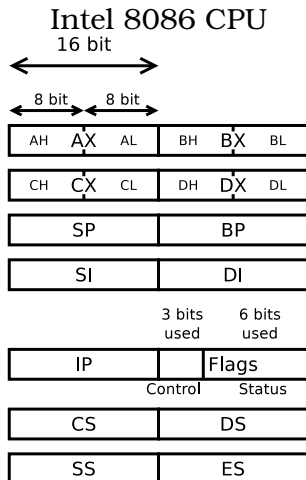 Intel 8086 CPU
16 bit
8 bit 8 bit
AH AX AL BH BX BL
CH CX CL DH DX DL
SP BP
SI DI
3 bits used 6 bits used
IP Flags
Control Status
CS DS
SS ES